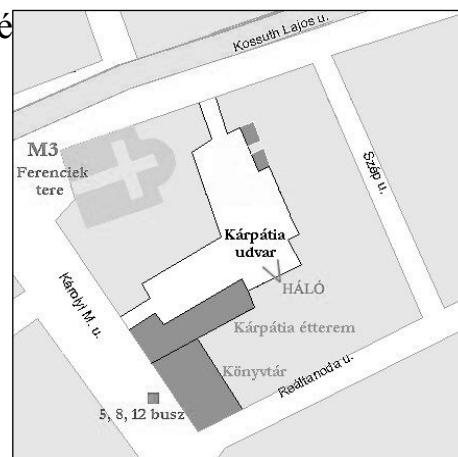 é
Kossuth Lajos u.
M3
Ferenciek
tere
Szép u.
Kárpátia
udvar
HÁLÓ
Károlyi M. u.
Kárpátia étterem
Könyvtár
Reáltanoda u.
5, 8, 12 busz